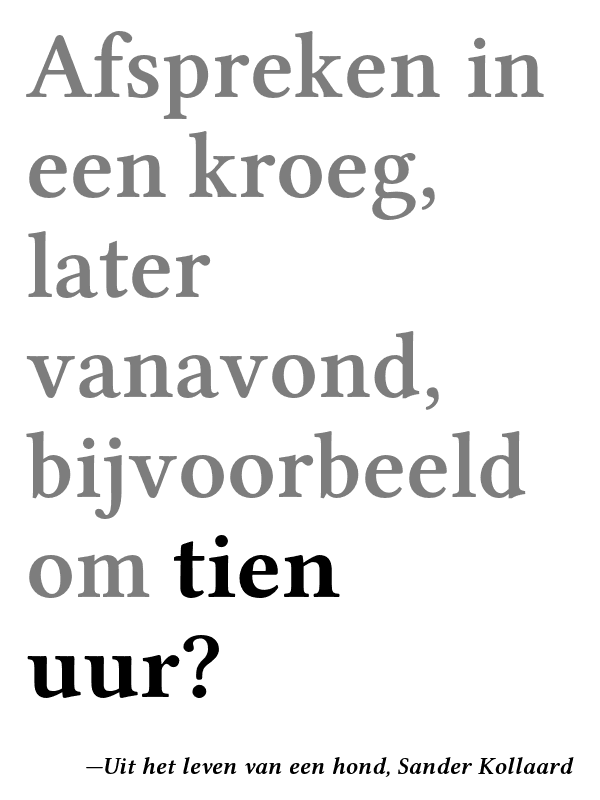 Afspreken in
een kroeg,
later
vanavond,
bijvoorbeeld
om tien
uur?
—Uit het leven van een hond, Sander Kollaard